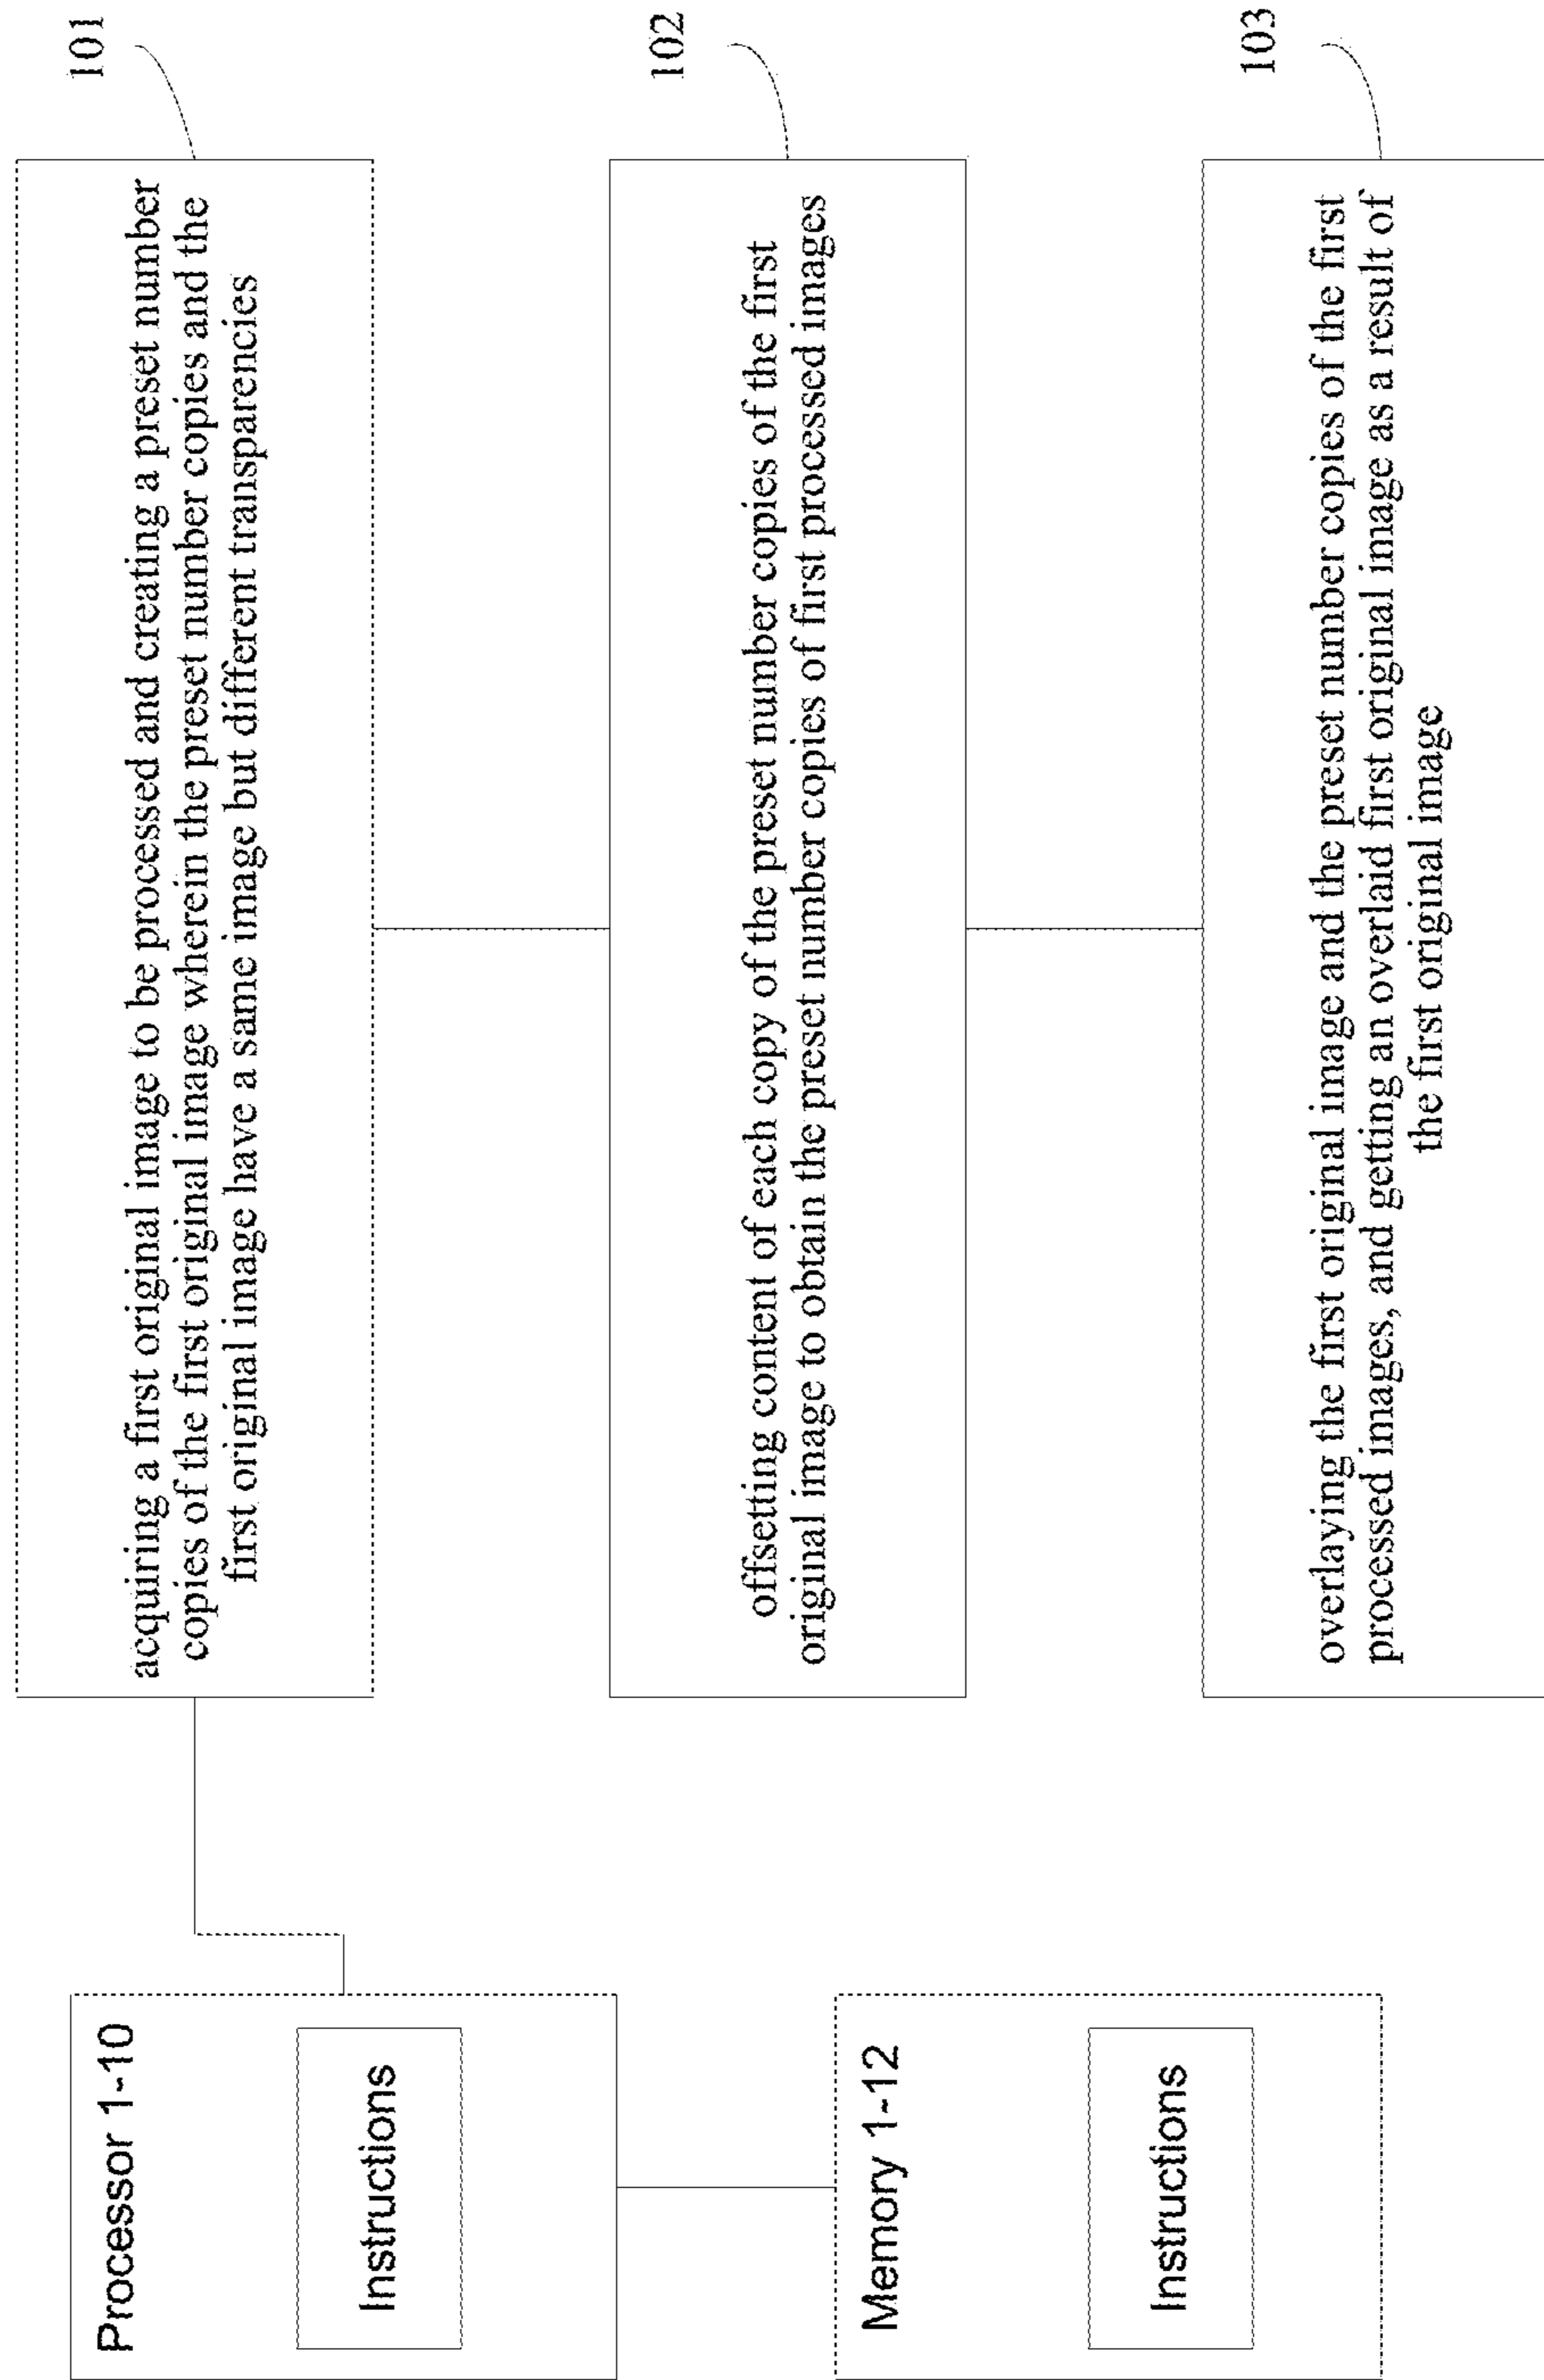 Processor 1-10
Instructions
Memory 1-12
Instructions
101
acquiring a first original image to be processed and creating a preset number
copies of the first original image wherein the preset number copies and the
first original image have a same image but different transparencies
102
offsetting content of each copy of the preset number copies of the first
original image to obtain the preset number copies of first processed images
103
overlaying the first original image and the preset number copies of the first
processed images, and getting an overlaid first original image as a result of
the first original image